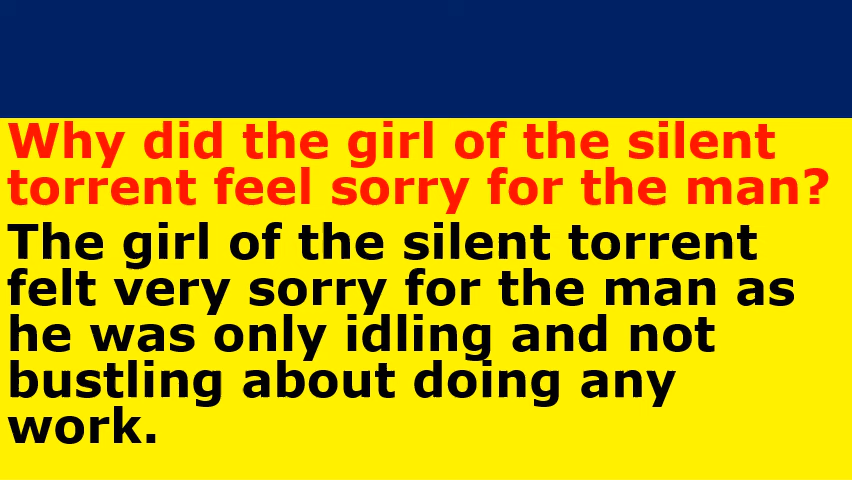 Why did the girl of the silent
torrent feel sorry for the man?
The girl of the silent torrent
felt very sorry for the man as
he was only idling and not
bustling about doing any
work.